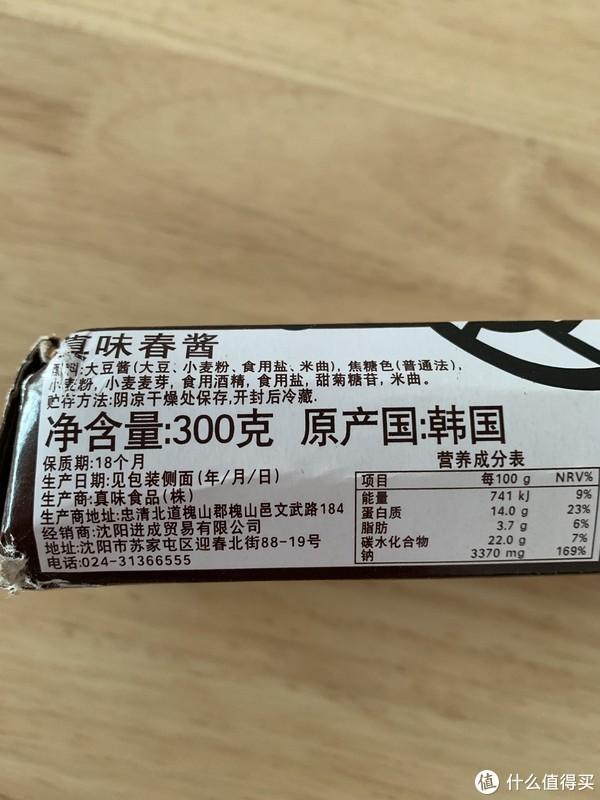 真味春酱
原料:大豆酱(大豆、小麦粉、食用盐、米曲), 焦糖色(普通法),
小麦粉, 小麦麦芽, 食用酒精, 食用盐, 甜菊糖苷, 米曲。
贮存方法:阴凉干燥处保存,开封后冷藏.
净含量:300克 原产国:韩国
保质期:18个月
生产日期:见包装侧面(年/月/日)
生产商:真味食品(株)
生产商地址:忠清北道槐山郡槐山邑文武路184
经销商:沈阳进成贸易有限公司
地址:沈阳市苏家屯区迎春北街88-19号
电话:024-31366555
营养成分表
项目 每100 g NRV%
能量 741 kJ 9%
蛋白质 14.0 g 23%
脂肪 3.7 g 6%
碳水化合物 22.0 g 7%
钠 3370 mg 169%
值 什么值得买